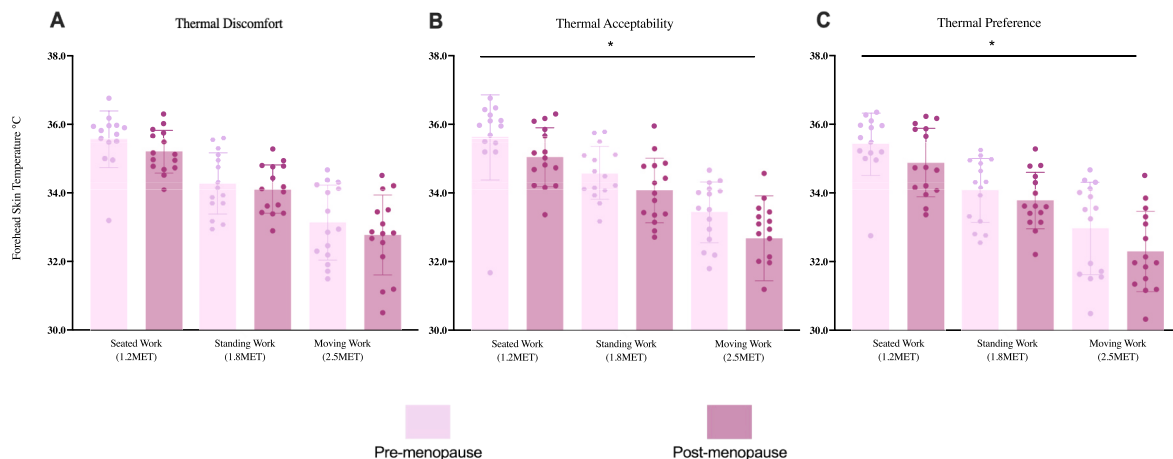 A
Thermal Discomfort
Forehead Skin Temperature °C
38.0
36.0
34.0
32.0
30.0
Seated Work
(1.2MET)
Standing Work
(1.8MET)
Moving Work
(2.5MET)
B
Thermal Acceptability
*
38.0
36.0
34.0
32.0
30.0
Seated Work
(1.2MET)
Standing Work
(1.8MET)
Moving Work
(2.5MET)
C
Thermal Preference
*
38.0
36.0
34.0
32.0
30.0
Seated Work
(1.2MET)
Standing Work
(1.8MET)
Moving Work
(2.5MET)
Pre-menopause
Post-menopause